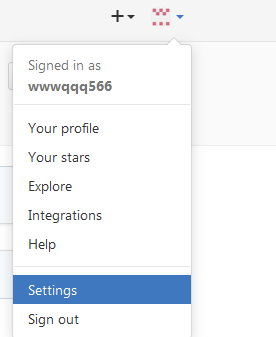 Signed in as
wwwqqq566
Your profile
Your stars
Explore
Integrations
Help
Settings
Sign out